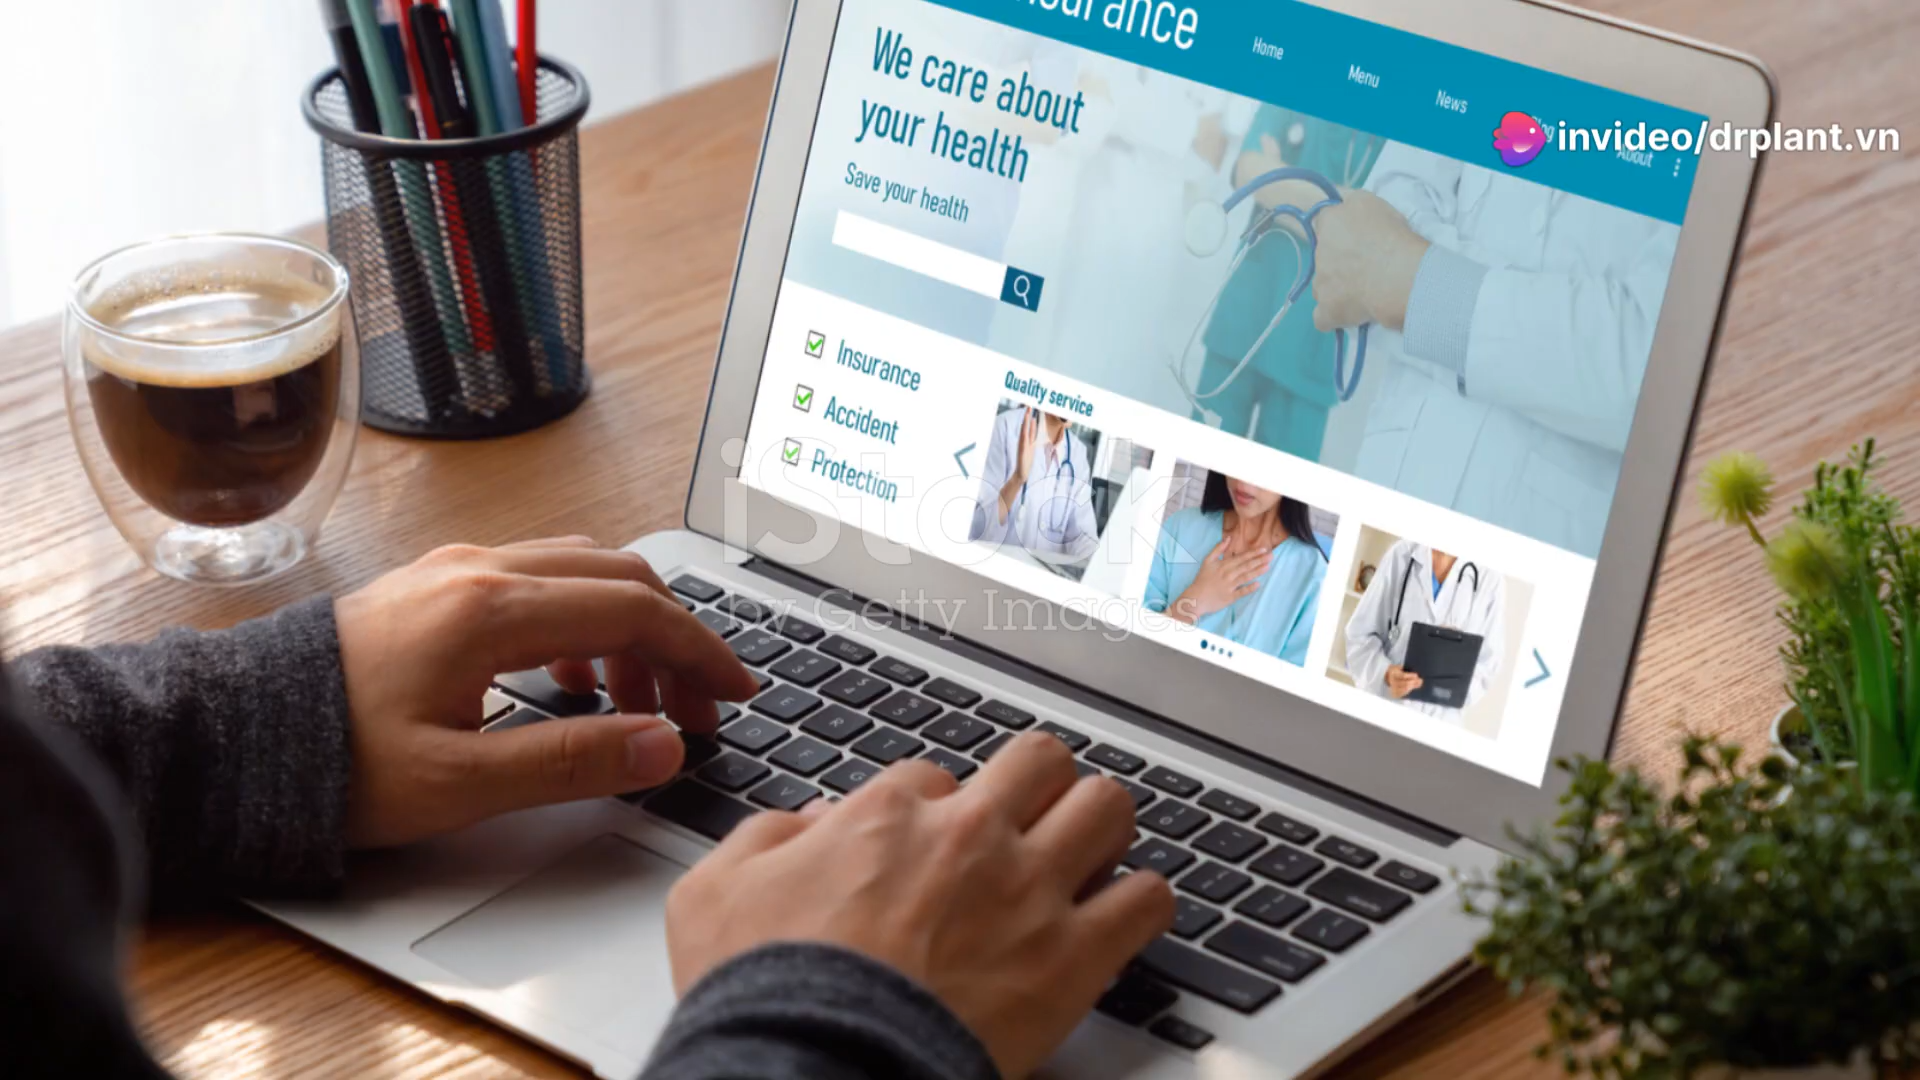 Home
Menu
News
About
invideo/drplant.vn
We care about
your health
Save your health
Insurance
Accident
Protection
Quality service
iStock
by Getty Images